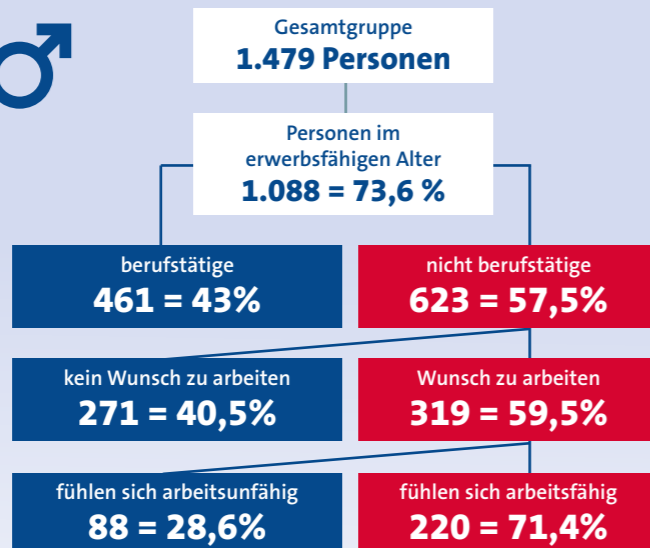 Gesamtgruppe
1.479 Personen
Personen im
erwerbsfähigen Alter
1.088 = 73,6 %
berufstätige
461 = 43%
nicht berufstätige
623 = 57,5%
kein Wunsch zu arbeiten
271 = 40,5%
Wunsch zu arbeiten
319 = 59,5%
fühlen sich arbeitsunfähig
88 = 28,6%
fühlen sich arbeitsfähig
220 = 71,4%